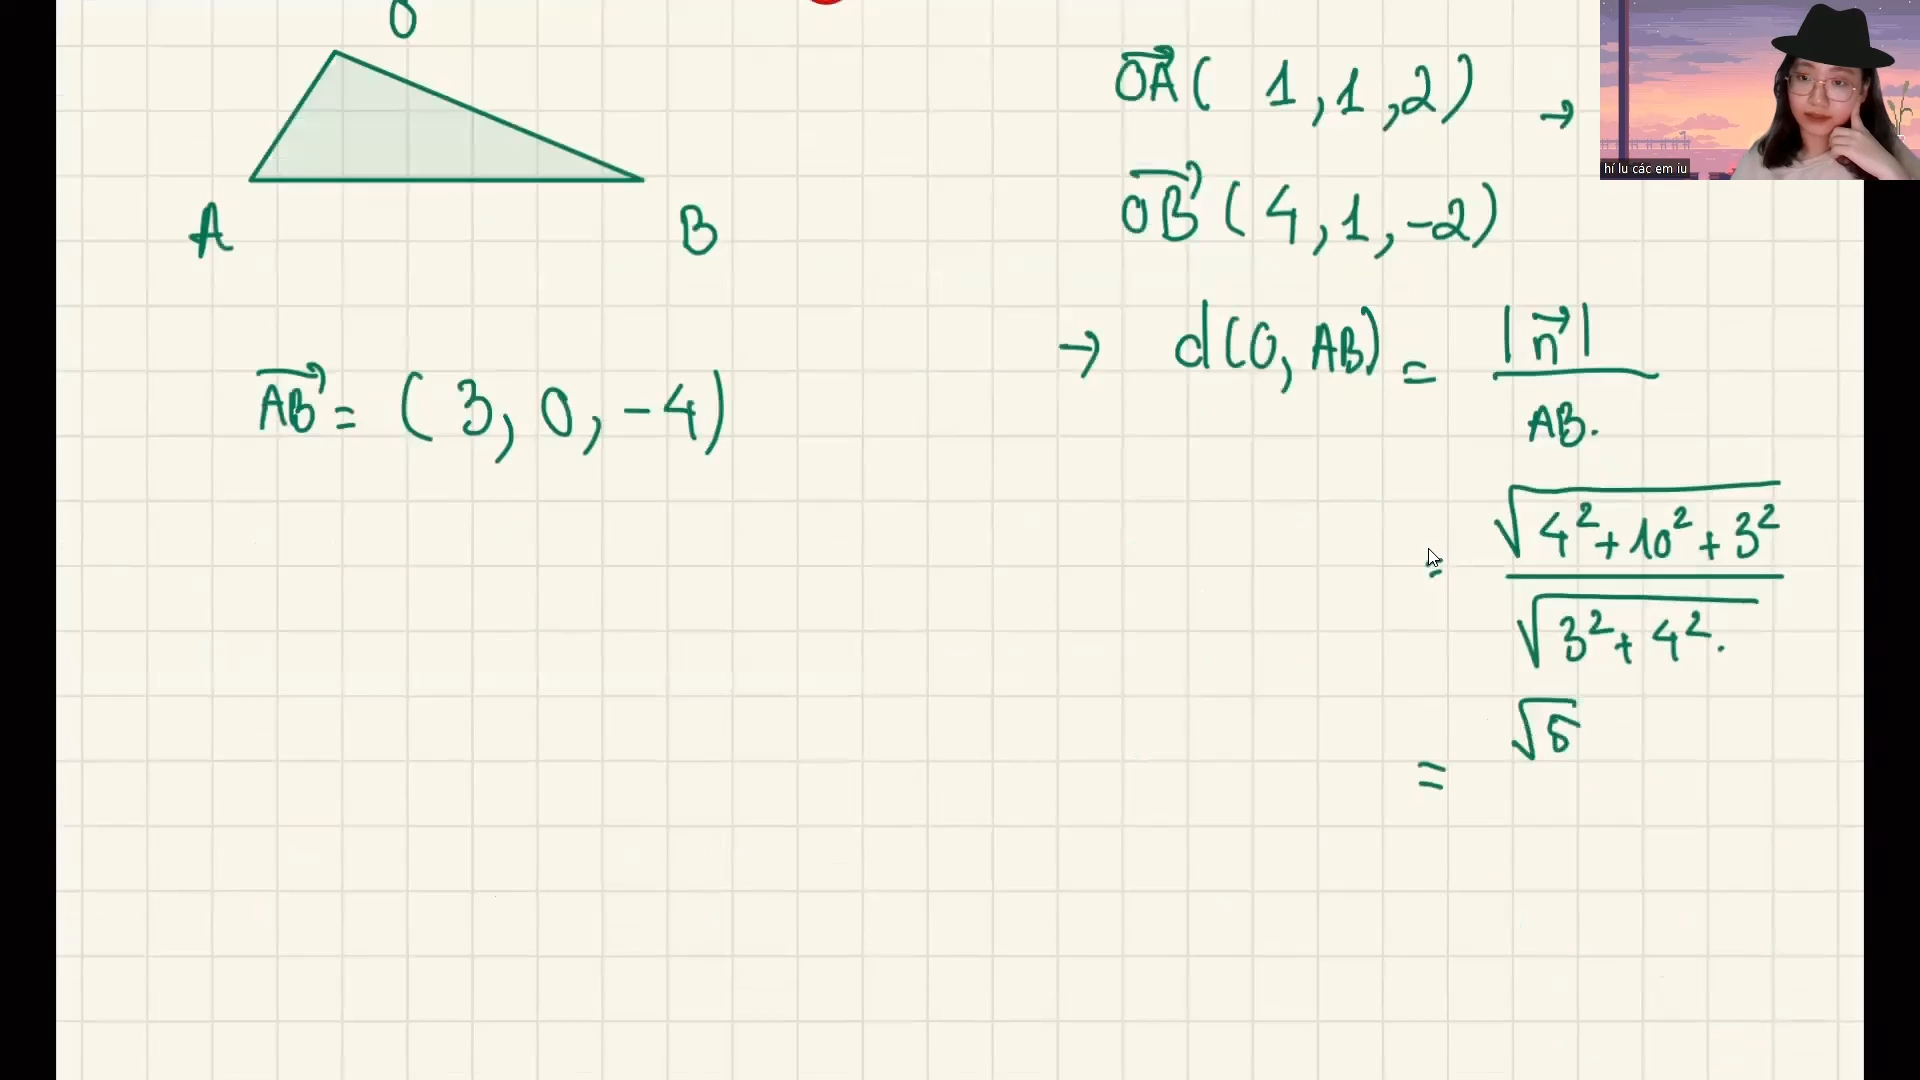 O
A
B
AB→ = (3, 0, -4)
OA→ (1, 1, 2) →
OB→ (4, 1, -2)
→ d(O, AB) = |n→| / AB.
= √(4² + 10² + 3²) / √(3² + 4².)
= √5
hí lu các em iu